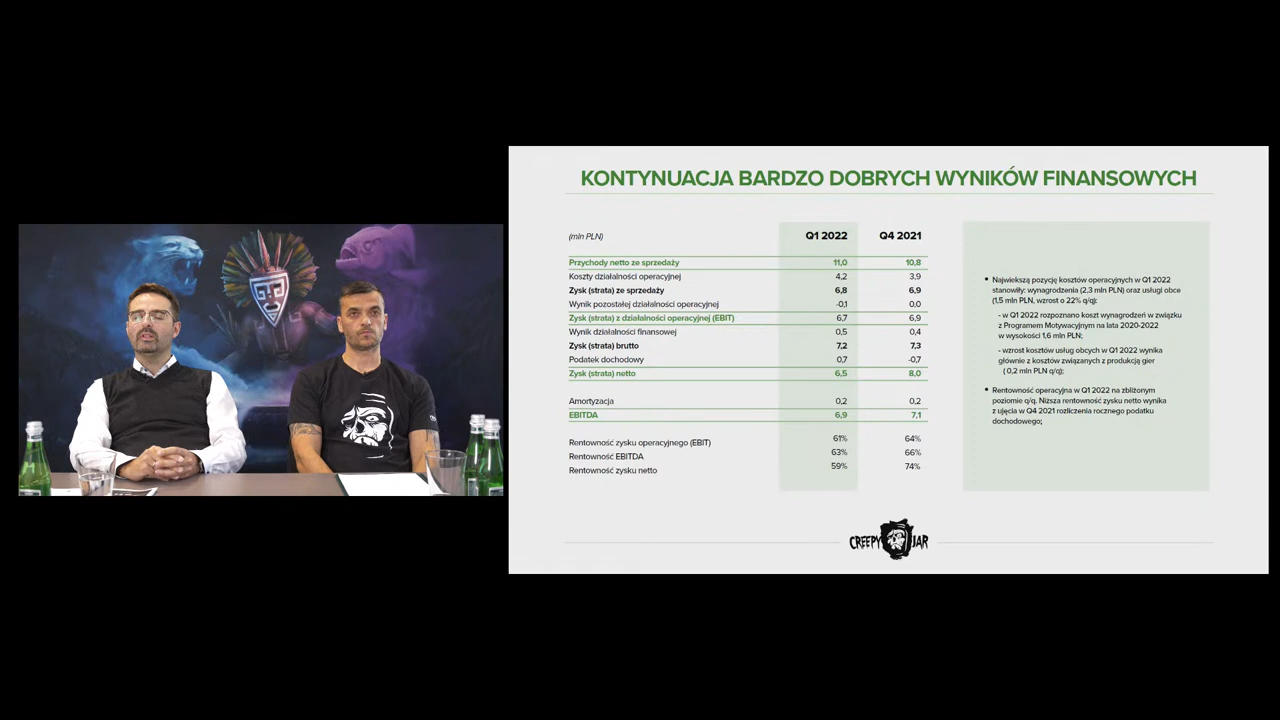 KONTYNUACJA BARDZO DOBRYCH WYNIKÓW FINANSOWYCH
(mln PLN) Q1 2022 Q4 2021
Przychody netto ze sprzedaży 11,0 10,8
Koszty działalności operacyjnej 4,2 3,9
Zysk (strata) ze sprzedaży 6,8 6,9
Wynik pozostałej działalności operacyjnej -0,1 0,0
Zysk (strata) z działalności operacyjnej (EBIT) 6,7 6,9
Wynik działalności finansowej 0,5 0,4
Zysk (strata) brutto 7,2 7,3
Podatek dochodowy 0,7 -0,7
Zysk (strata) netto 6,5 8,0
Amortyzacja 0,2 0,2
EBITDA 6,9 7,1
Rentowność zysku operacyjnego (EBIT) 61% 64%
Rentowność EBITDA 63% 66%
Rentowność zysku netto 59% 74%
• Największą pozycję kosztów operacyjnych w Q1 2022
stanowiły: wynagrodzenia (2,3 mln PLN) oraz usługi obce
(1,5 mln PLN, wzrost o 22% q/q):
- w Q1 2022 rozpoznano koszt wynagrodzeń w związku
z Programem Motywacyjnym na lata 2020-2022
w wysokości 1,6 mln PLN;
- wzrost kosztów usług obcych w Q1 2022 wynika
głównie z kosztów związanych z produkcją gier
( 0,2 mln PLN q/q);
• Rentowność operacyjna w Q1 2022 na zbliżonym
poziomie q/q. Niższa rentowność zysku netto wynika
z ujęcia w Q4 2021 rozliczenia rocznego podatku
dochodowego;
CREEPY JAR